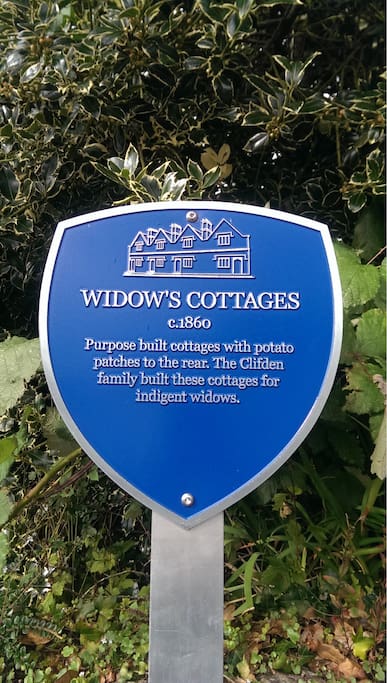 WIDOW'S COTTAGES
c.1860
Purpose built cottages with potato
patches to the rear. The Clifden
family built these cottages for
indigent widows.